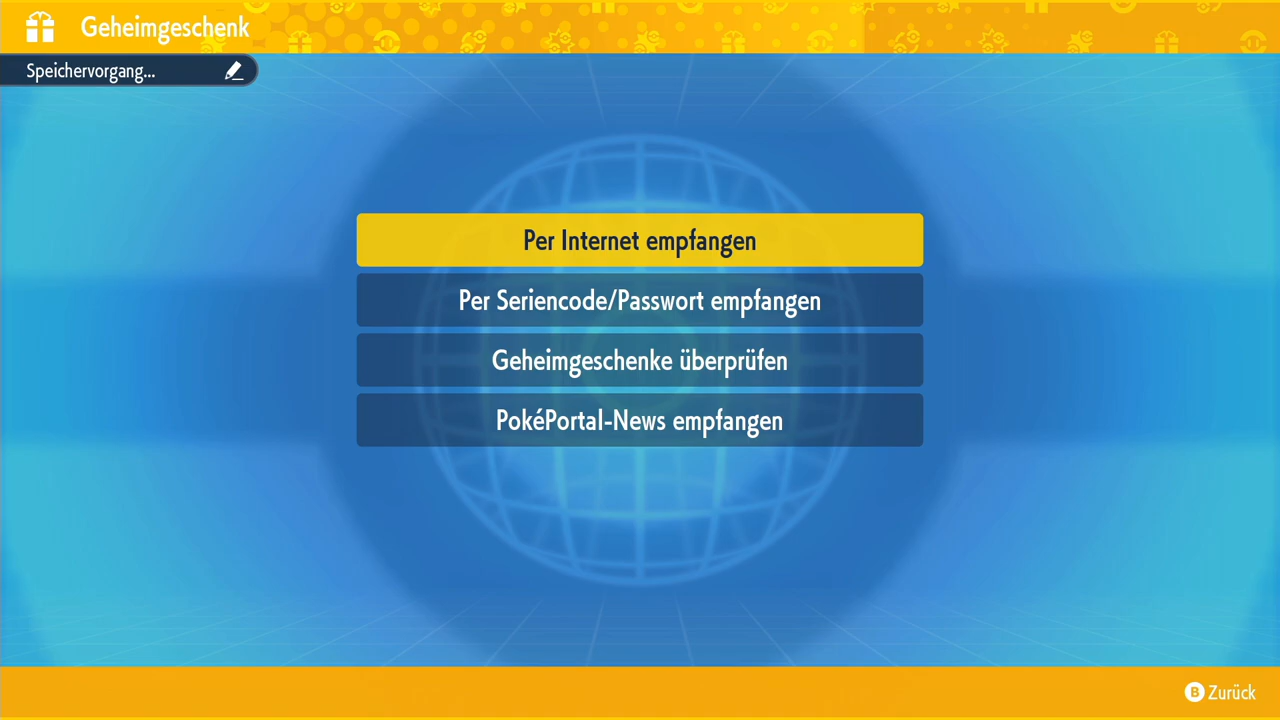 Geheimgeschenk
Speichervorgang...
Per Internet empfangen
Per Seriencode/Passwort empfangen
Geheimgeschenke überprüfen
PokéPortal-News empfangen
B Zurück